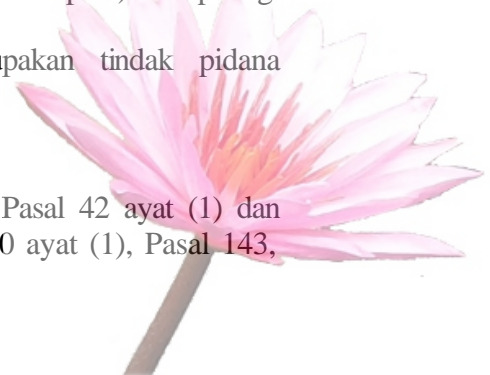 upakan tindak pidana
Pasal 42 ayat (1) dan
0 ayat (1), Pasal 143,